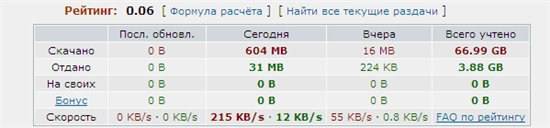 Рейтинг: 0.06 [ Формула расчёта ] [ Найти все текущие раздачи ]
Посл. обновл. Сегодня Вчера Всего учтено
Скачано 0 B 604 MB 16 MB 66.99 GB
Отдано 0 B 31 MB 224 KB 3.88 GB
На своих 0 B 0 B 0 B 0 B
Бонус 0 B 0 B 0 B 0 B
Скорость 0 KB/s · 0 KB/s 215 KB/s · 12 KB/s 55 KB/s · 0.8 KB/s FAQ по рейтингу